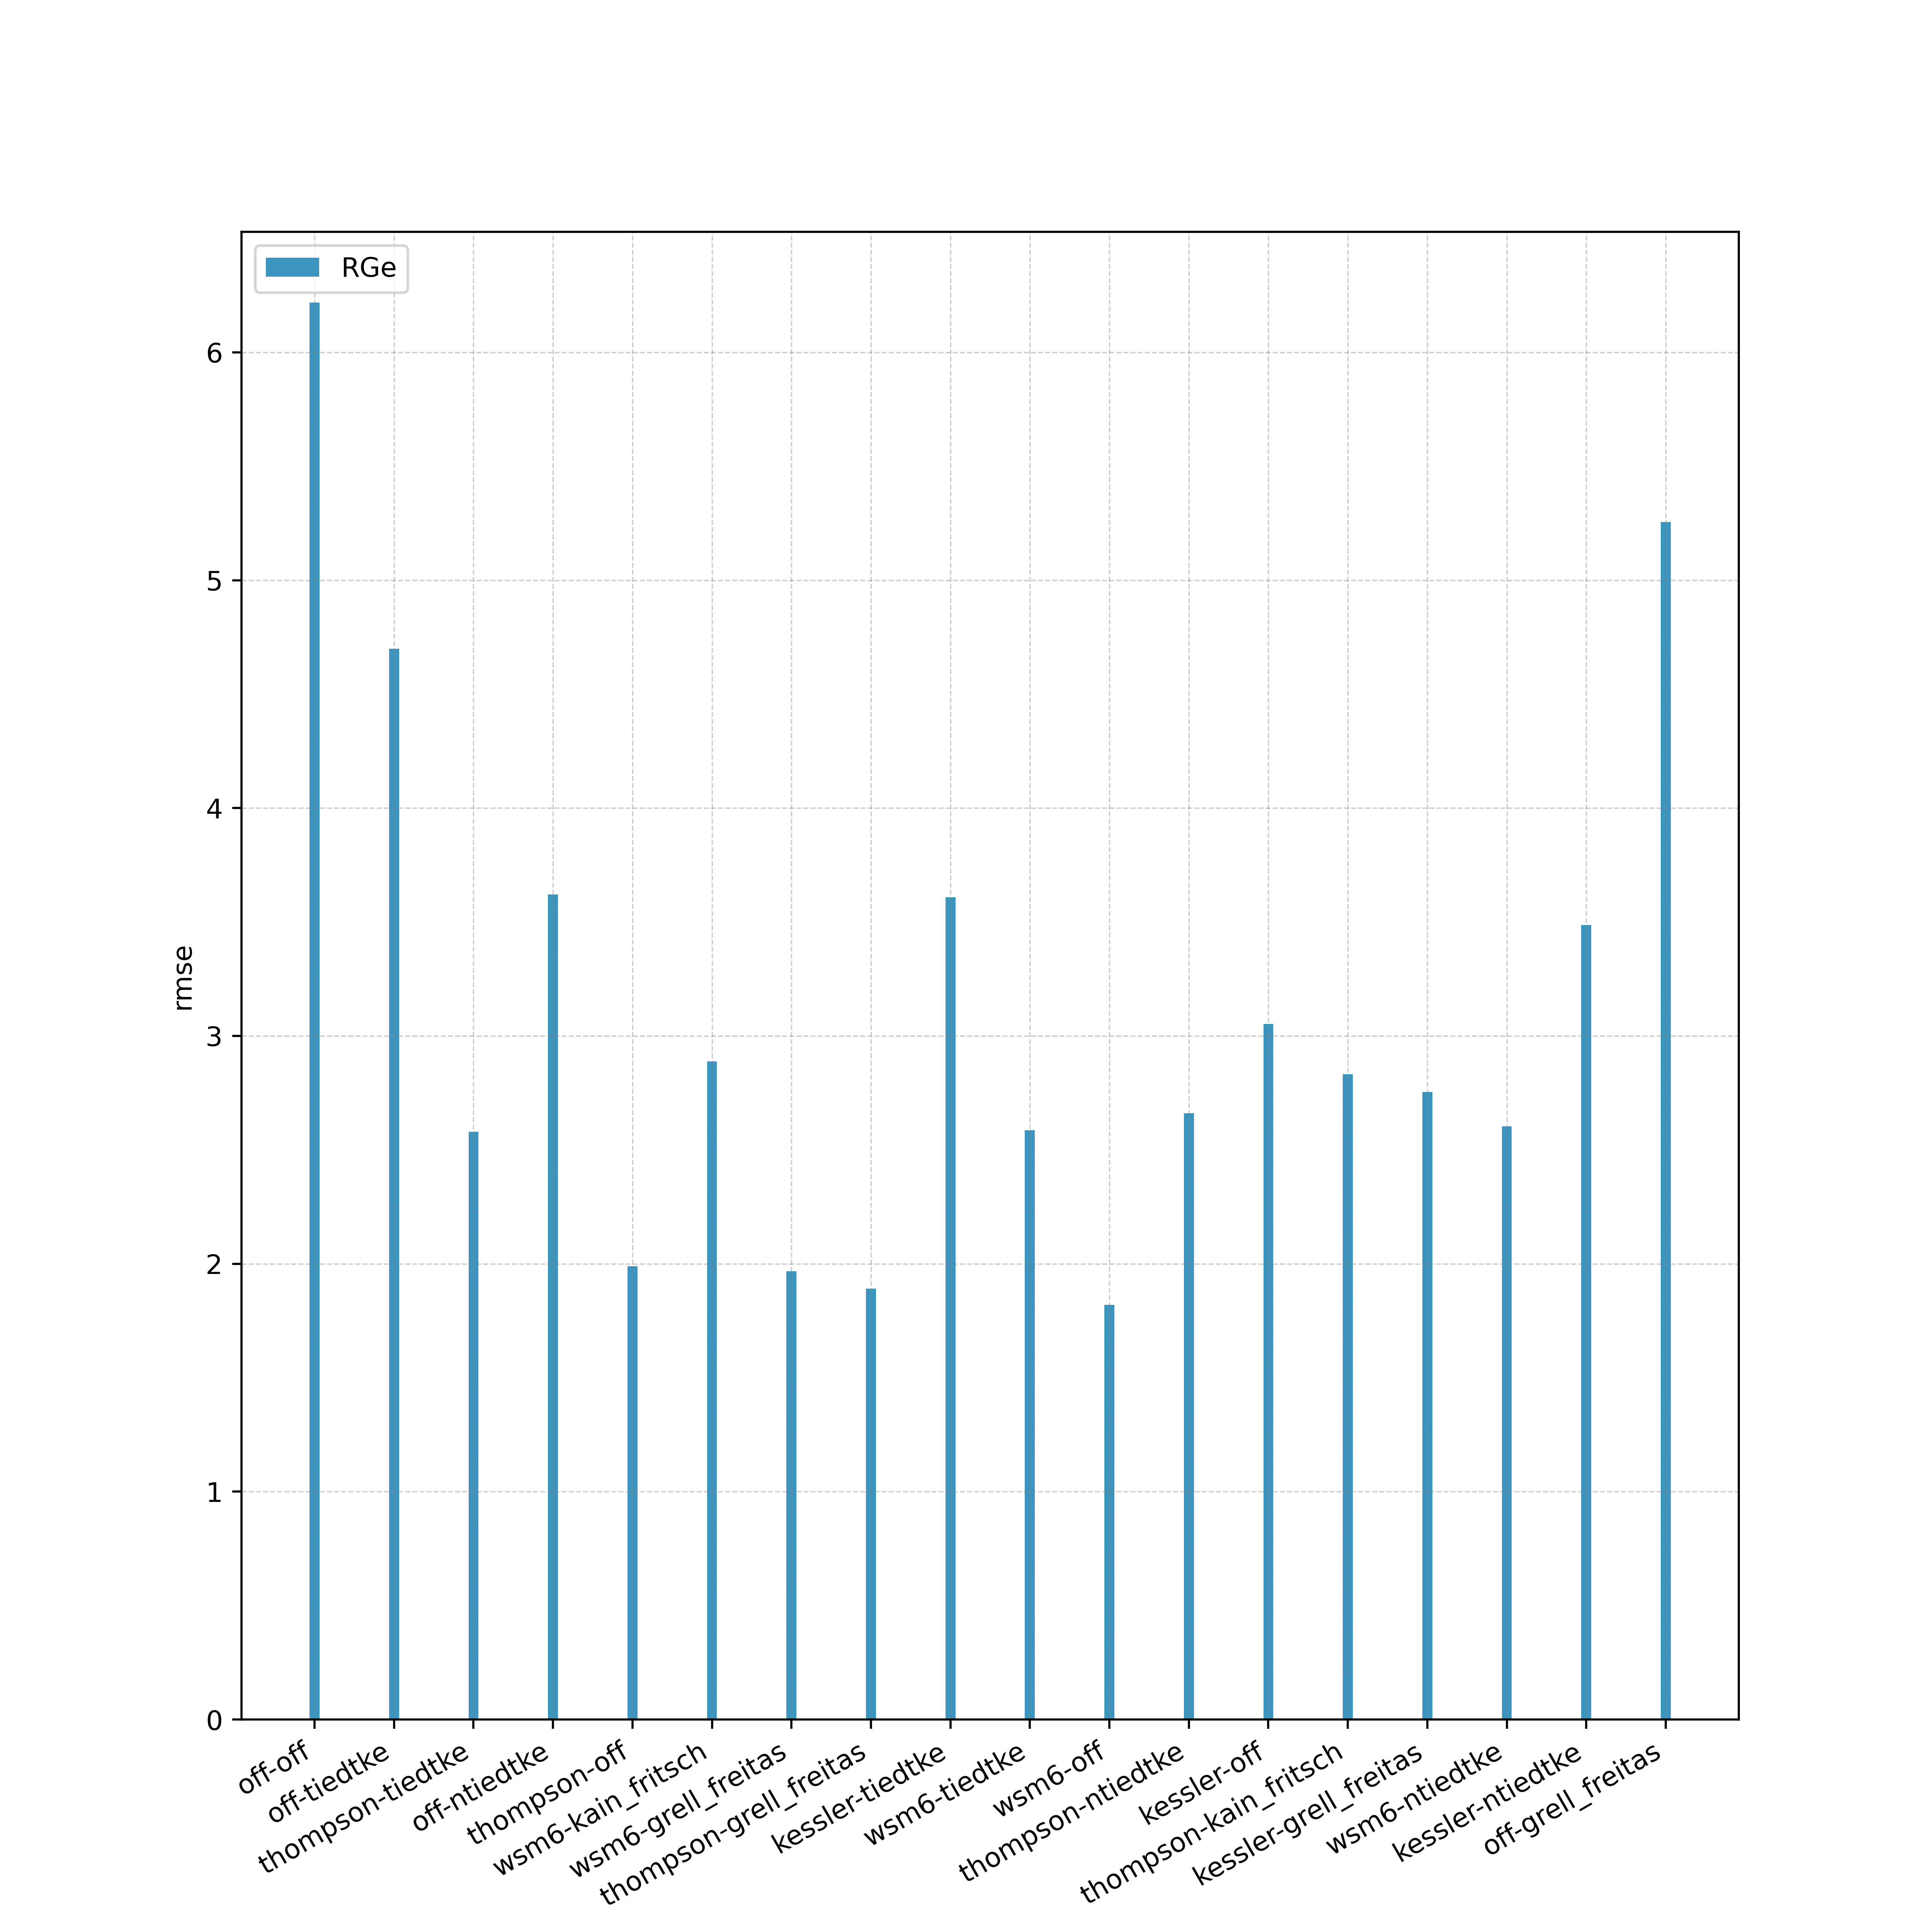 RGe
6
5
4
3
2
1
0
rmse
off-off
off-tiedtke
thompson-tiedtke
off-ntiedtke
thompson-off
wsm6-kain_fritsch
wsm6-grell_freitas
thompson-grell_freitas
kessler-tiedtke
wsm6-tiedtke
wsm6-off
thompson-ntiedtke
kessler-off
thompson-kain_fritsch
kessler-grell_freitas
wsm6-ntiedtke
kessler-ntiedtke
off-grell_freitas